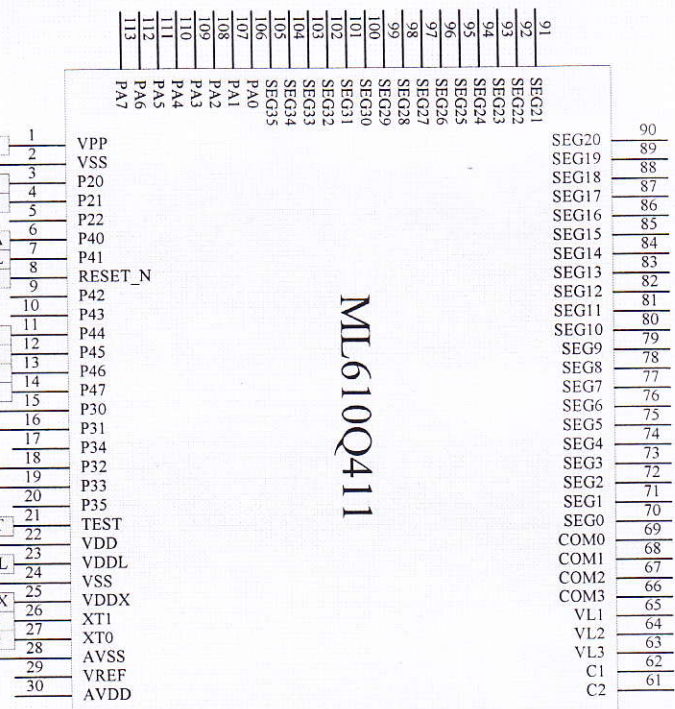 113 112 111 110 109 108 107 106 105 104 103 102 101 100 99 98 97 96 95 94 93 92 91
PA7 PA6 PA5 PA4 PA3 PA2 PA1 PA0 SEG35 SEG34 SEG33 SEG32 SEG31 SEG30 SEG29 SEG28 SEG27 SEG26 SEG25 SEG24 SEG23 SEG22 SEG21
1 VPP
2 VSS
3 P20
4 P21
5 P22
6 P40
7 P41
8 RESET_N
9 P42
10 P43
11 P44
12 P45
13 P46
14 P47
15 P30
16 P31
17 P34
18 P32
19 P33
20 P35
21 TEST
22 VDD
23 VDDL
24 VSS
25 VDDX
26 XT1
27 XT0
28 AVSS
29 VREF
30 AVDD
ML610Q411
SEG20 90
SEG19 89
SEG18 88
SEG17 87
SEG16 86
SEG15 85
SEG14 84
SEG13 83
SEG12 82
SEG11 81
SEG10 80
SEG9 79
SEG8 78
SEG7 77
SEG6 76
SEG5 75
SEG4 74
SEG3 73
SEG2 72
SEG1 71
SEG0 70
COM0 69
COM1 68
COM2 67
COM3 66
VL1 65
VL2 64
VL3 63
C1 62
C2 61